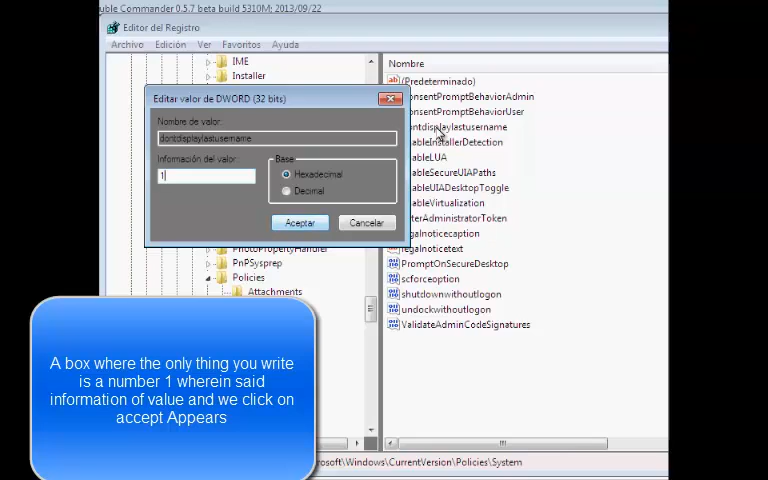 uble Commander 0.5.7 beta build 5310M; 2013/09/22
Editor del Registro
Archivo Edición Ver Favoritos Ayuda
IME
Installer
Nombre
(Predeterminado)
onsentPromptBehaviorAdmin
onsentPromptBehaviorUser
ontdisplaylastusername
ableInstallerDetection
ableLUA
ableSecureUIAPaths
ableUIADesktopToggle
ableVirtualization
terAdministratorToken
egalnoticecaption
egalnoticetext
PromptOnSecureDesktop
scforceoption
shutdownwithoutlogon
undockwithoutlogon
ValidateAdminCodeSignatures
Editar valor de DWORD (32 bits)
Nombre de valor:
dontdisplaylastusername
Información del valor:
1
Base
Hexadecimal
Decimal
Aceptar Cancelar
PhotoPropertyHandler
PnPSysprep
Policies
Attachments
A box where the only thing you write
is a number 1 wherein said
information of value and we click on
accept Appears
osoft\Windows\CurrentVersion\Policies\System